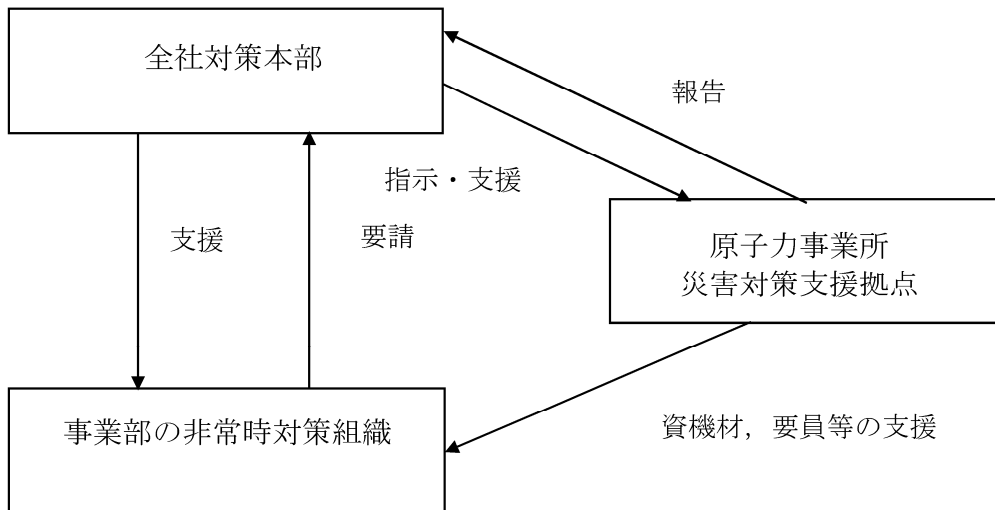 全社対策本部
報告
指示・支援
支援
要請
原子力事業所
災害対策支援拠点
事業部の非常時対策組織
資機材，要員等の支援